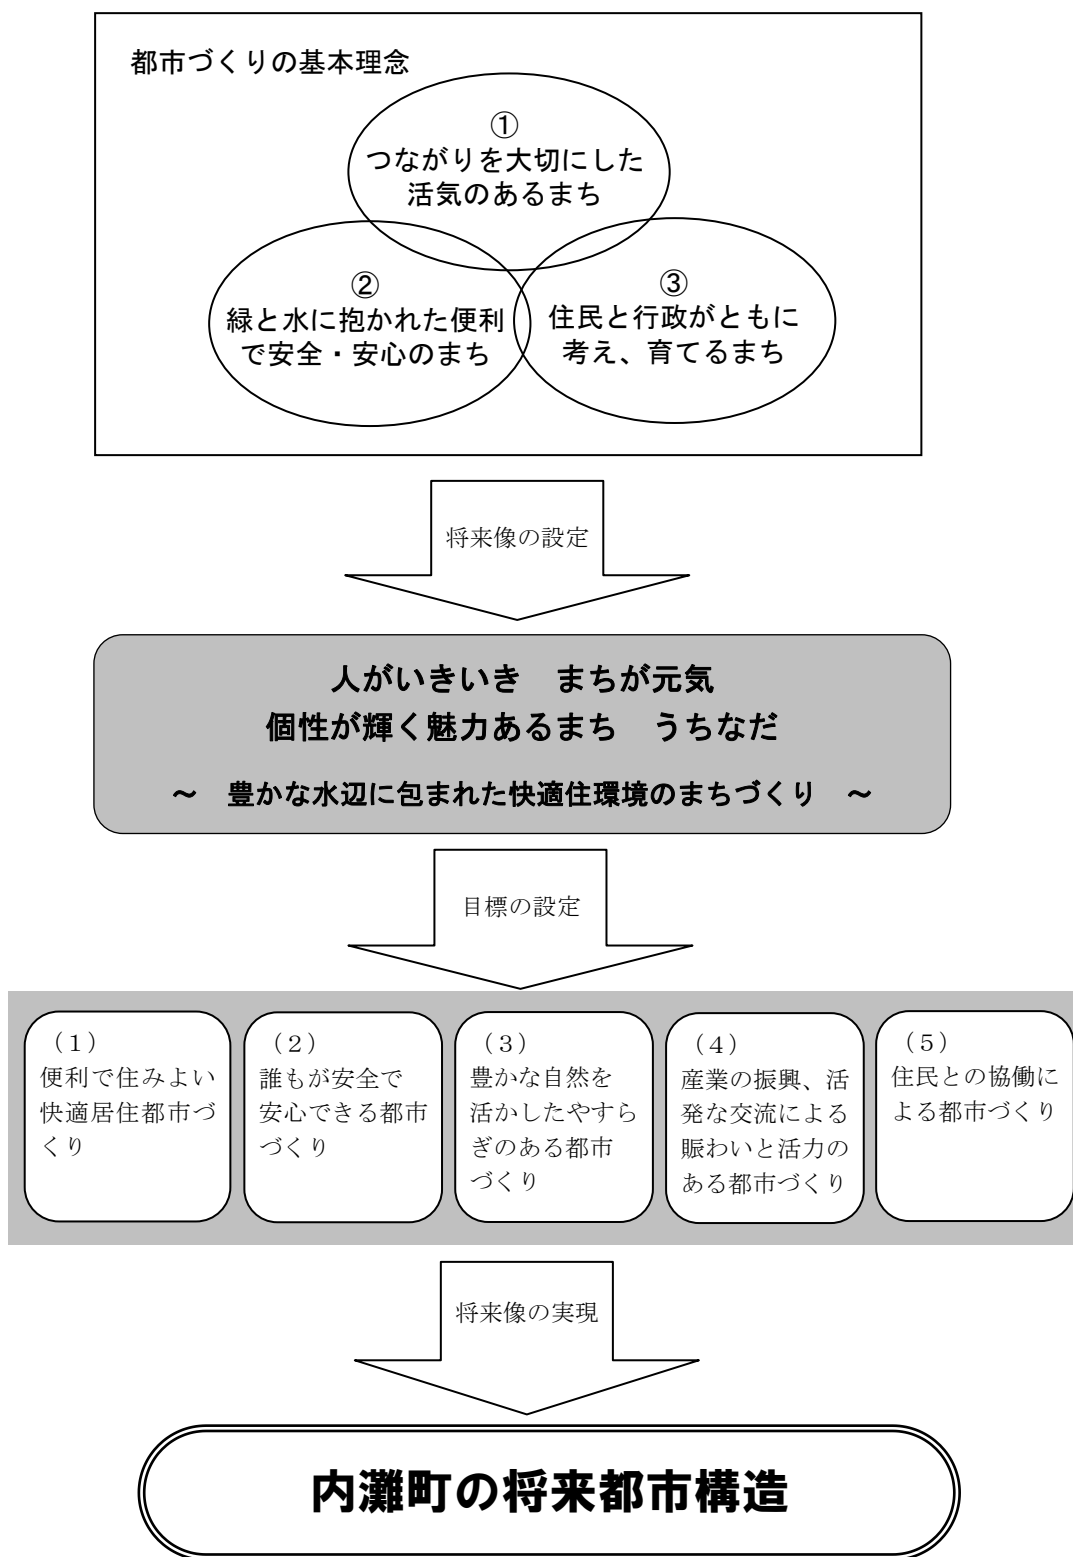 都市づくりの基本理念
①
つながりを大切にした
活気のあるまち
②
緑と水に抱かれた便利
で安全・安心のまち
③
住民と行政がともに
考え、育てるまち
将来像の設定
人がいきいき　まちが元気
個性が輝く魅力あるまち　うちなだ
～　豊かな水辺に包まれた快適住環境のまちづくり　～
目標の設定
（１）
便利で住みよい
快適居住都市づ
くり
（２）
誰もが安全で
安心できる都市
づくり
（３）
豊かな自然を
活かしたやすら
ぎのある都市
づくり
（４）
産業の振興、活
発な交流による
賑わいと活力の
ある都市づくり
（５）
住民との協働に
よる都市づくり
将来像の実現
内灘町の将来都市構造